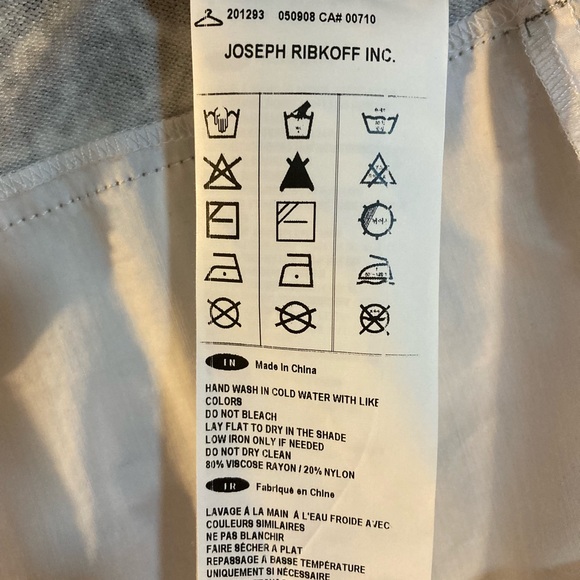 201293 050908 CA# 00710
JOSEPH RIBKOFF INC.
EN Made in China
HAND WASH IN COLD WATER WITH LIKE
COLORS
DO NOT BLEACH
LAY FLAT TO DRY IN THE SHADE
LOW IRON ONLY IF NEEDED
DO NOT DRY CLEAN
80% VISCOSE RAYON / 20% NYLON
FR Fabriqué en Chine
LAVAGE À LA MAIN À L'EAU FROIDE AVEC
COULEURS SIMILAIRES
NE PAS BLANCHIR
FAIRE SÉCHER A PLAT
REPASSAGE À BASSE TEMPÉRATURE
UNIQUEMENT SI NÉCESSAIRE